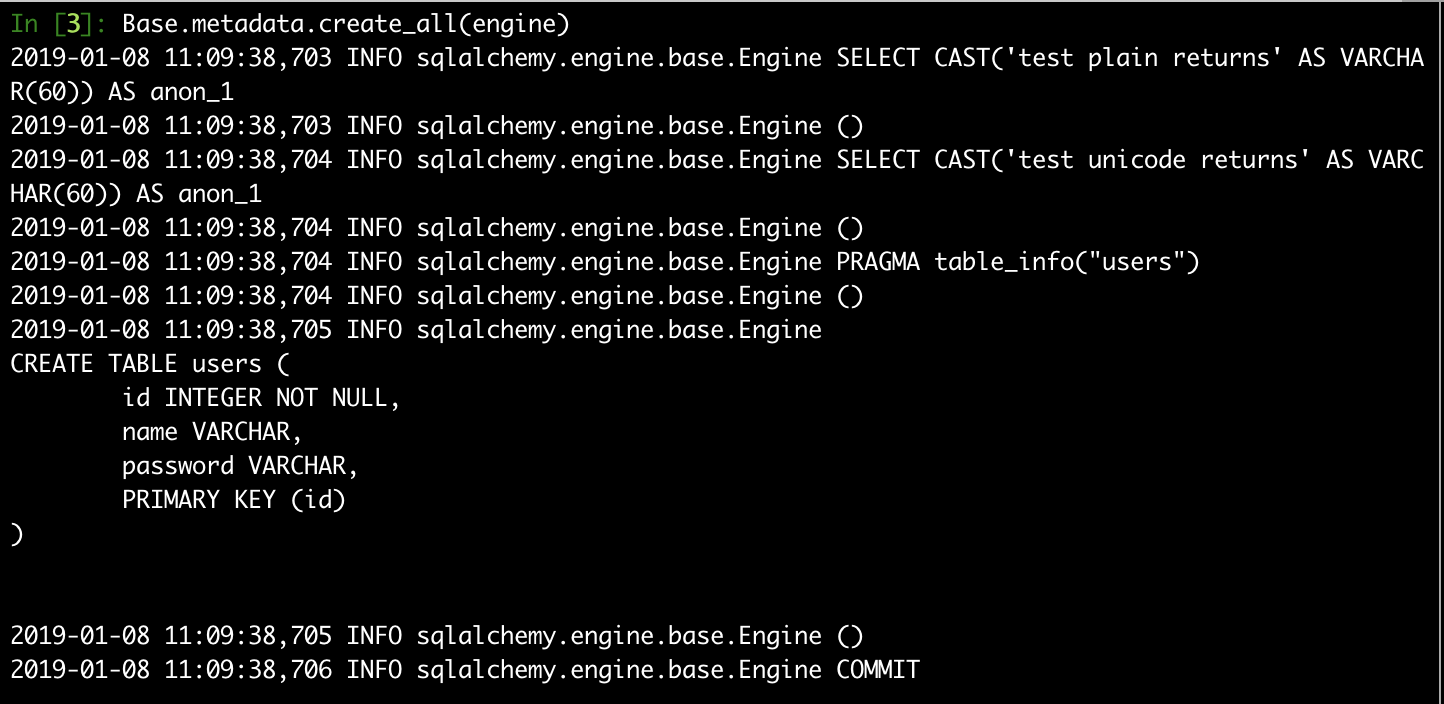 In [3]: Base.metadata.create_all(engine)
2019-01-08 11:09:38,703 INFO sqlalchemy.engine.base.Engine SELECT CAST('test plain returns' AS VARCHA
R(60)) AS anon_1
2019-01-08 11:09:38,703 INFO sqlalchemy.engine.base.Engine ()
2019-01-08 11:09:38,704 INFO sqlalchemy.engine.base.Engine SELECT CAST('test unicode returns' AS VARC
HAR(60)) AS anon_1
2019-01-08 11:09:38,704 INFO sqlalchemy.engine.base.Engine ()
2019-01-08 11:09:38,704 INFO sqlalchemy.engine.base.Engine PRAGMA table_info("users")
2019-01-08 11:09:38,704 INFO sqlalchemy.engine.base.Engine ()
2019-01-08 11:09:38,705 INFO sqlalchemy.engine.base.Engine
CREATE TABLE users (
        id INTEGER NOT NULL,
        name VARCHAR,
        password VARCHAR,
        PRIMARY KEY (id)
)
2019-01-08 11:09:38,705 INFO sqlalchemy.engine.base.Engine ()
2019-01-08 11:09:38,706 INFO sqlalchemy.engine.base.Engine COMMIT